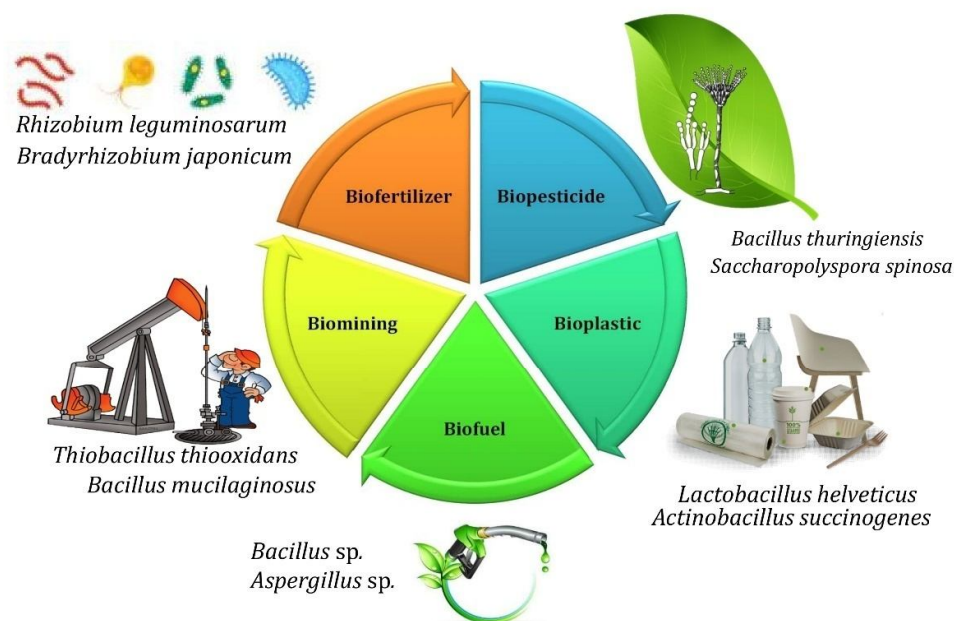 Rhizobium leguminosarum
Bradyrhizobium japonicum
Biofertilizer
Biopesticide
Bacillus thuringiensis
Saccharopolyspora spinosa
Biomining
Bioplastic
Thiobacillus thiooxidans
Bacillus mucilaginosus
Biofuel
Lactobacillus helveticus
Actinobacillus succinogenes
Bacillus sp.
Aspergillus sp.